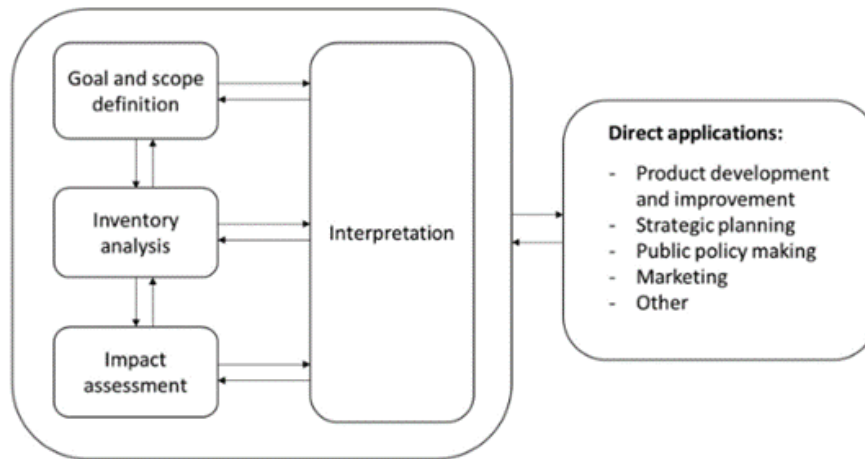 Goal and scope
definition
Inventory
analysis
Impact
assessment
Interpretation
Direct applications:
- Product development
and improvement
- Strategic planning
- Public policy making
- Marketing
- Other